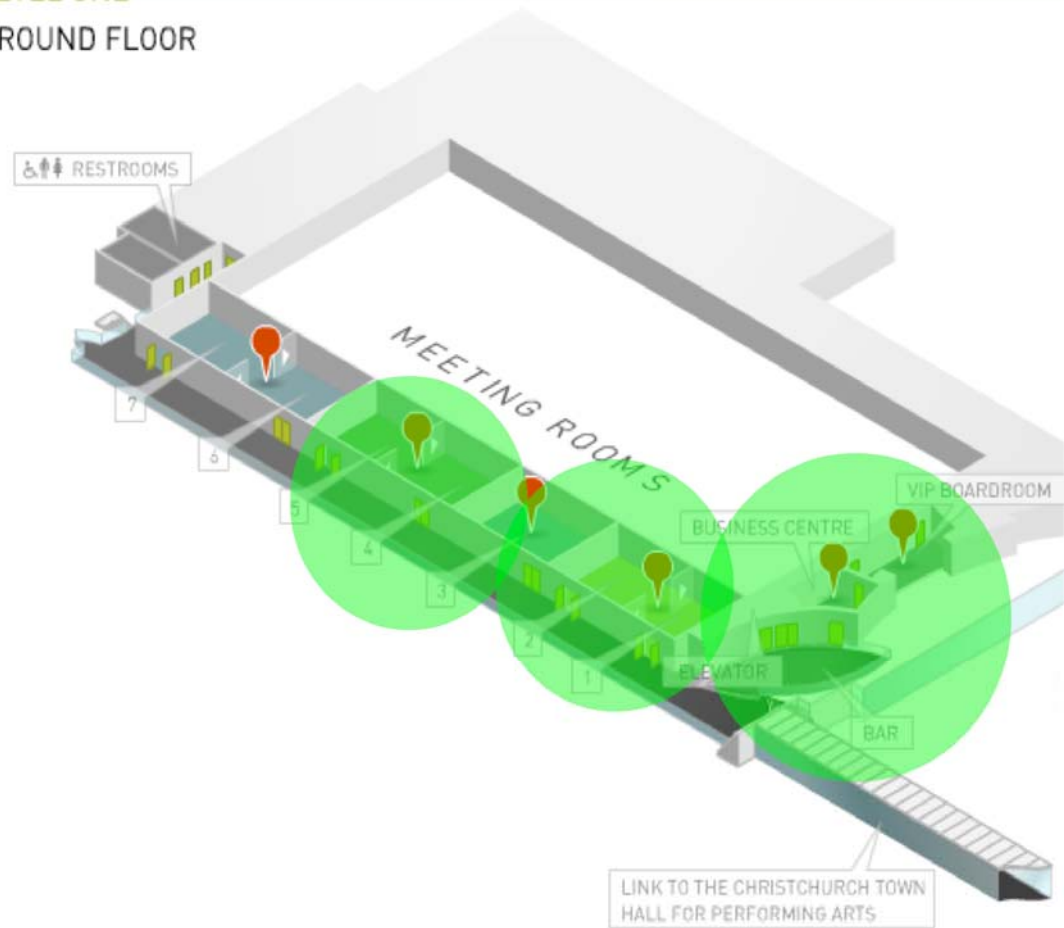 ROUND FLOOR
RESTROOMS
MEETING ROOMS
7
6
5
4
3
2
1
VIP BOARDROOM
BUSINESS CENTRE
ELEVATOR
BAR
LINK TO THE CHRISTCHURCH TOWN
HALL FOR PERFORMING ARTS